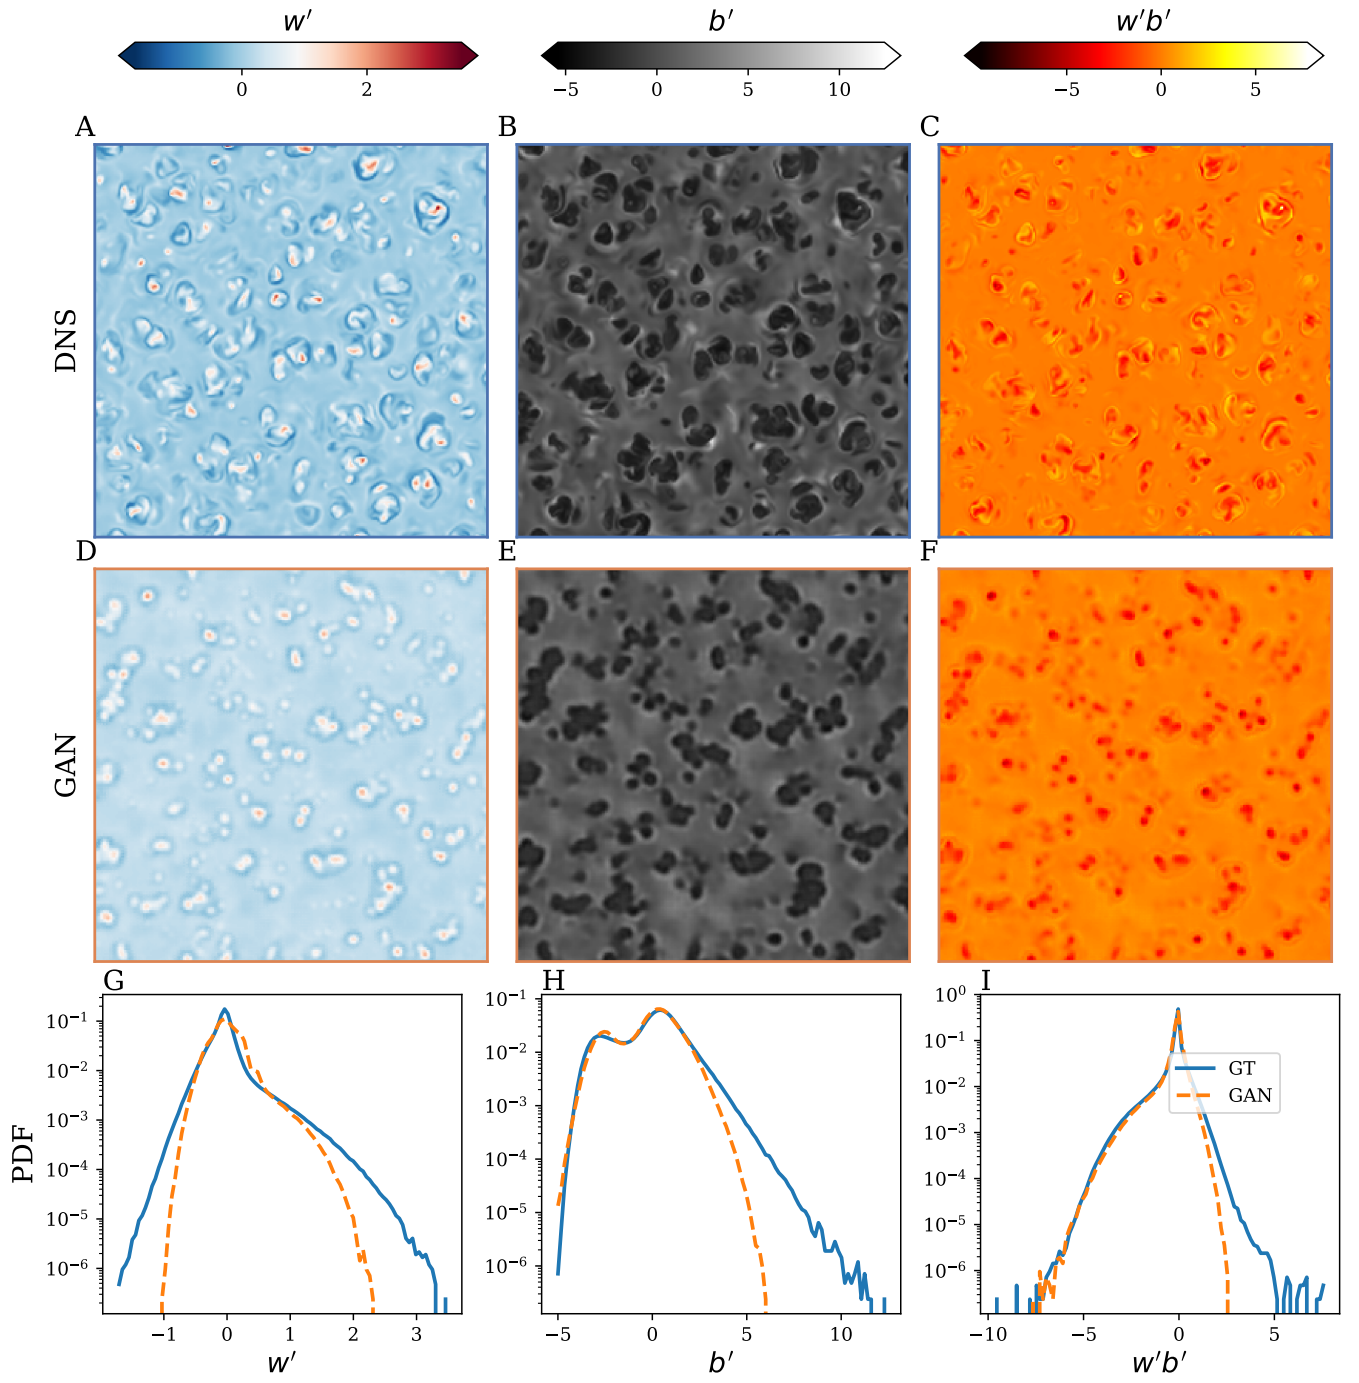 w′ b′ w′b′
0 2 −5 0 5 10 −5 0 5
A B C
DNS
D E F
GAN
G H I
PDF
10⁻¹
10⁻²
10⁻³
10⁻⁴
10⁻⁵
10⁻⁶
−1 0 1 2 3
w′
10⁻¹
10⁻²
10⁻³
10⁻⁴
10⁻⁵
10⁻⁶
−5 0 5 10
b′
10⁰
10⁻¹
10⁻²
10⁻³
10⁻⁴
10⁻⁵
10⁻⁶
GT
GAN
−10 −5 0 5
w′b′